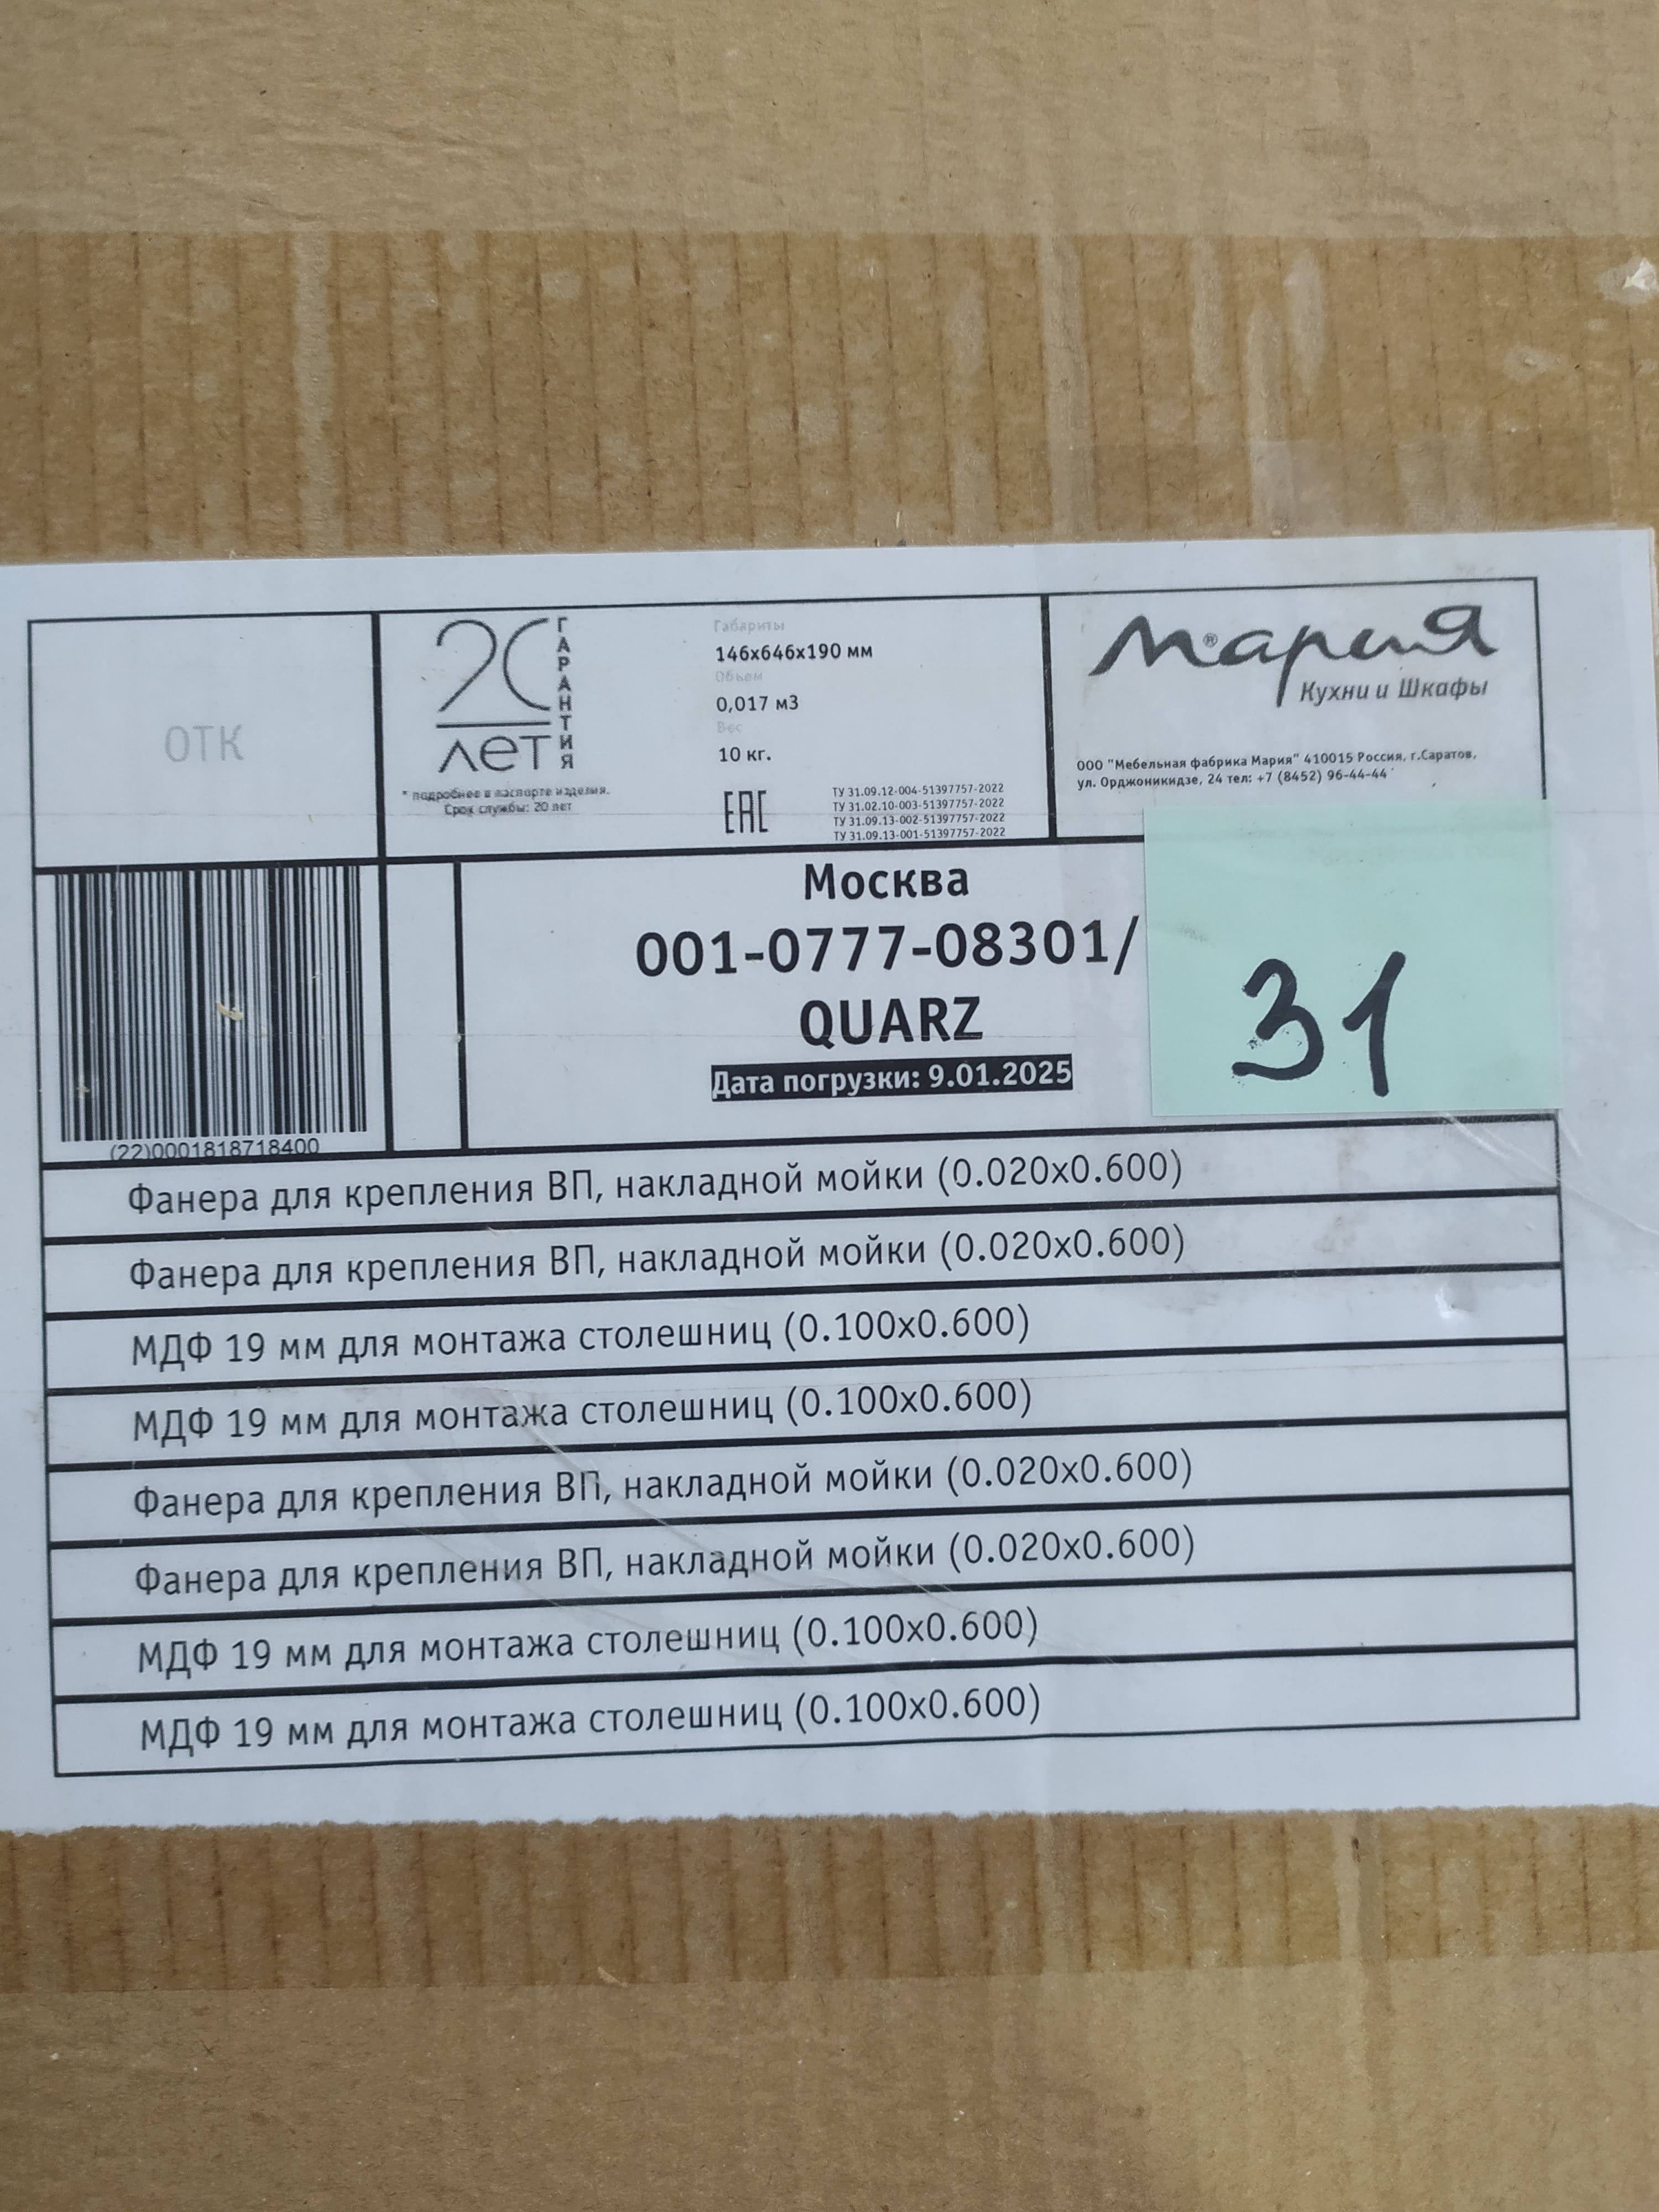 ОТК
20
лет
ГАРАНТИЯ
* подробнее в паспорте изделия.
Срок службы: 20 лет
Габариты
146x646x190 мм
Объем
0,017 м3
Вес
10 кг.
EAC
ТУ 31.09.12-004-51397757-2022
ТУ 31.02.10-003-51397757-2022
ТУ 31.09.13-002-51397757-2022
ТУ 31.09.13-001-51397757-2022
Мария®
Кухни и Шкафы
ООО "Мебельная фабрика Мария" 410015 Россия, г.Саратов,
ул. Орджоникидзе, 24 тел: +7 (8452) 96-44-44
(22)0001818718400
Москва
001-0777-08301/
QUARZ
Дата погрузки: 9.01.2025
31
Фанера для крепления ВП, накладной мойки (0.020x0.600)
Фанера для крепления ВП, накладной мойки (0.020x0.600)
МДФ 19 мм для монтажа столешниц (0.100x0.600)
МДФ 19 мм для монтажа столешниц (0.100x0.600)
Фанера для крепления ВП, накладной мойки (0.020x0.600)
Фанера для крепления ВП, накладной мойки (0.020x0.600)
МДФ 19 мм для монтажа столешниц (0.100x0.600)
МДФ 19 мм для монтажа столешниц (0.100x0.600)